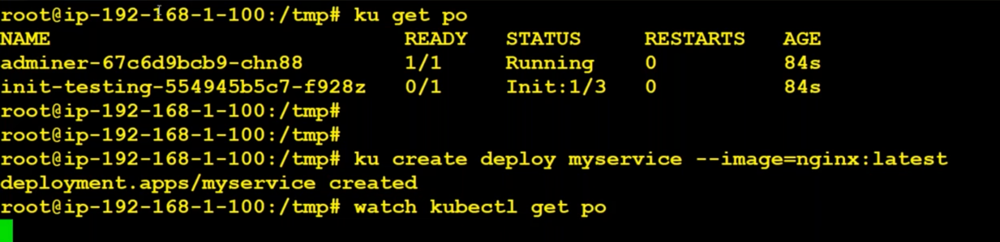 root@ip-192-168-1-100:/tmp# ku get po
NAME READY STATUS RESTARTS AGE
adminer-67c6d9bcb9-chn88 1/1 Running 0 84s
init-testing-554945b5c7-f928z 0/1 Init:1/3 0 84s
root@ip-192-168-1-100:/tmp#
root@ip-192-168-1-100:/tmp#
root@ip-192-168-1-100:/tmp# ku create deploy myservice --image=nginx:latest
deployment.apps/myservice created
root@ip-192-168-1-100:/tmp# watch kubectl get po